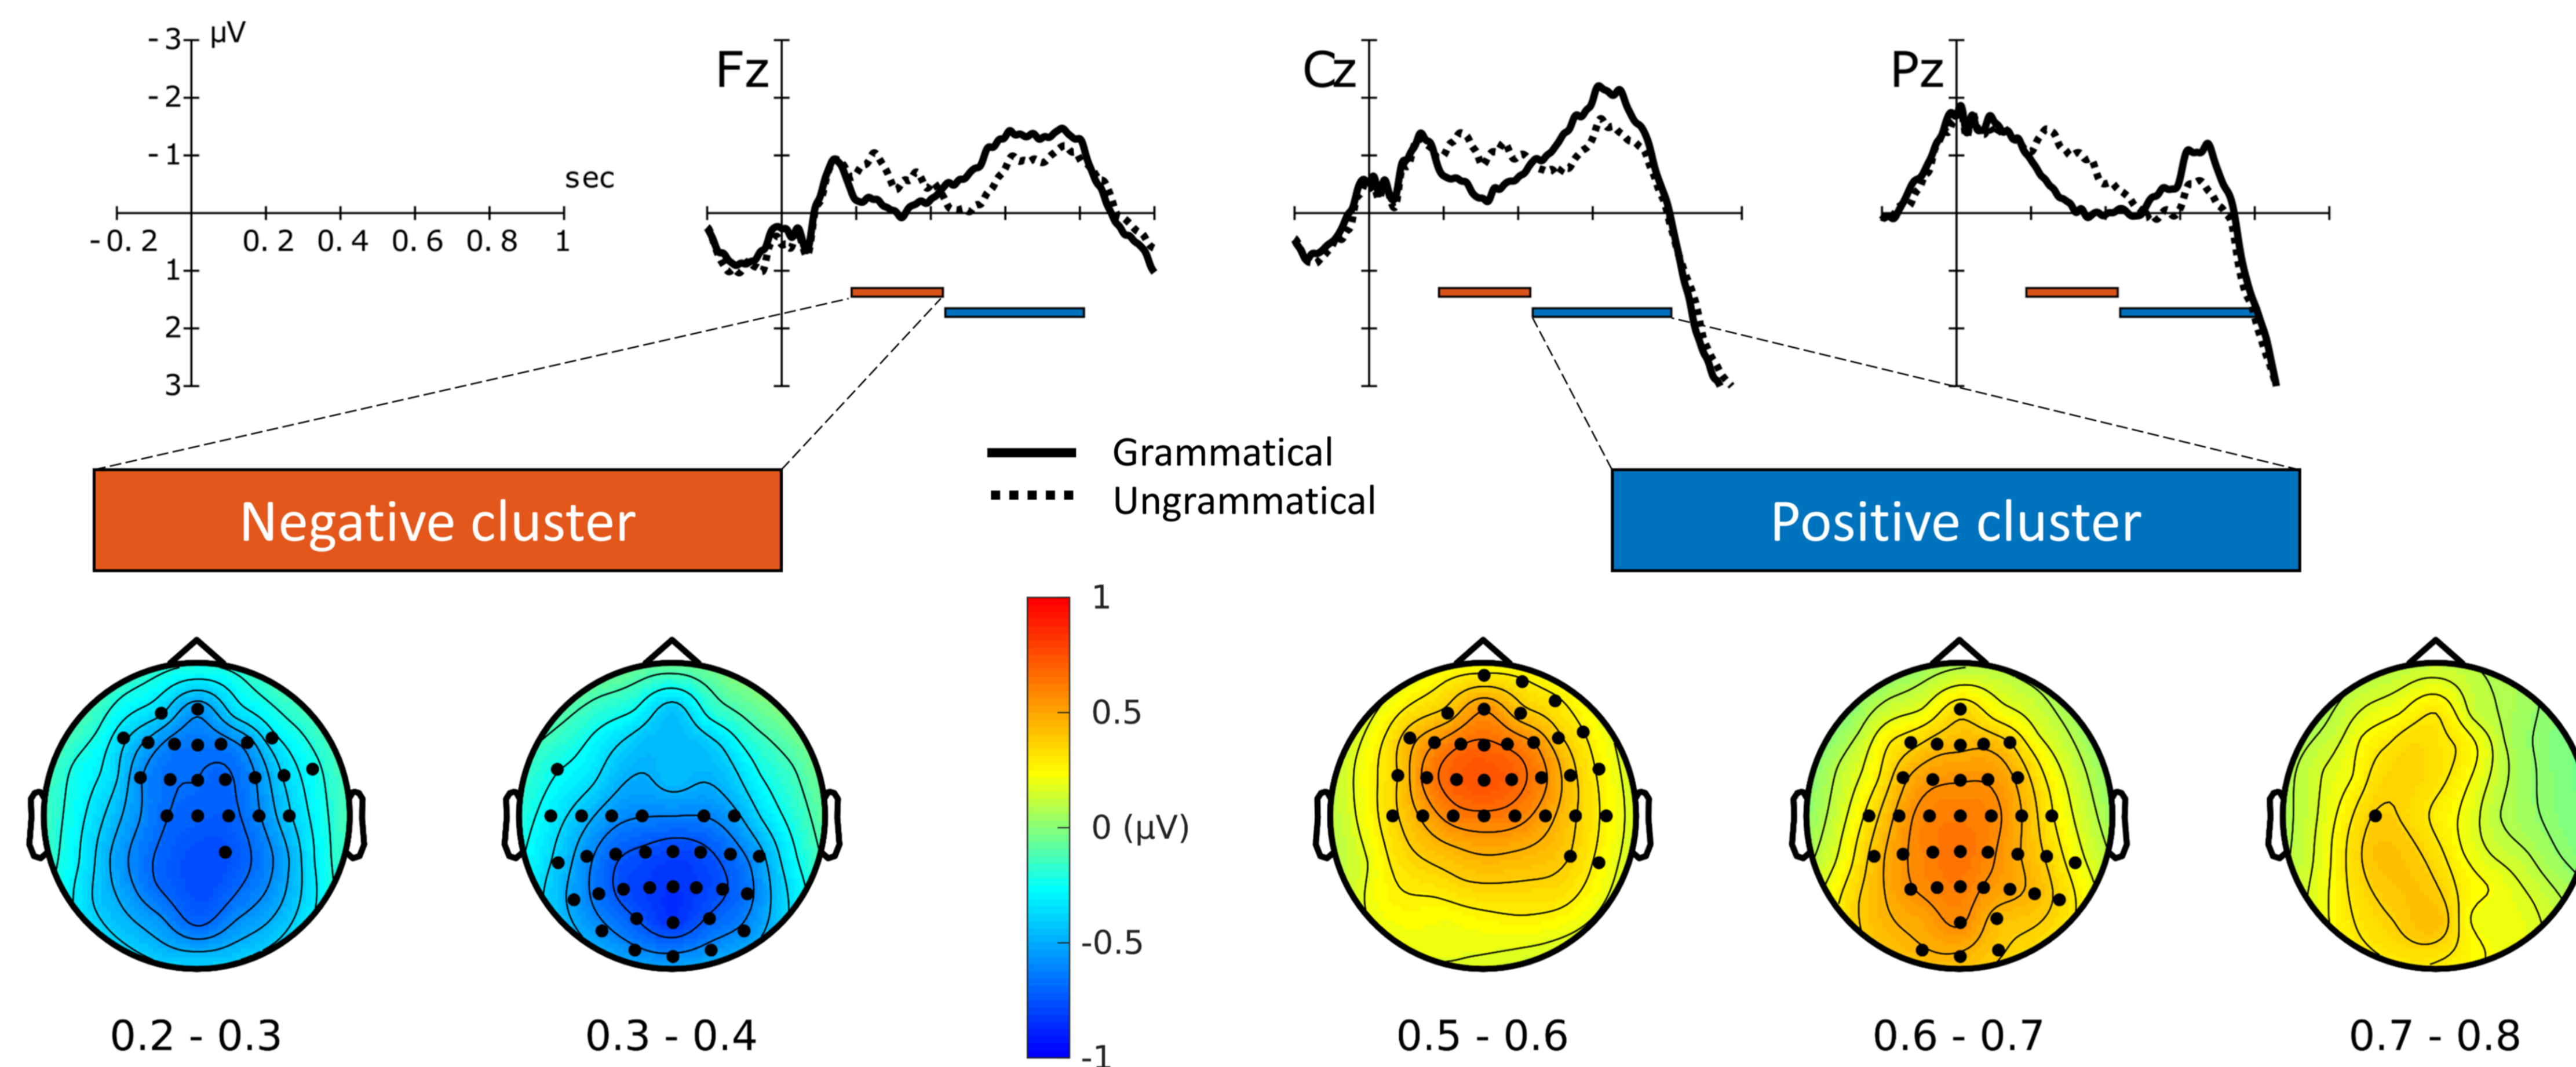 -3 µV
-2
-1
sec
-0.2 0.2 0.4 0.6 0.8 1
1
2
3
Fz
Cz
Pz
Grammatical
Ungrammatical
Negative cluster
Positive cluster
1
0.5
0 (µV)
-0.5
-1
0.2 - 0.3
0.3 - 0.4
0.5 - 0.6
0.6 - 0.7
0.7 - 0.8